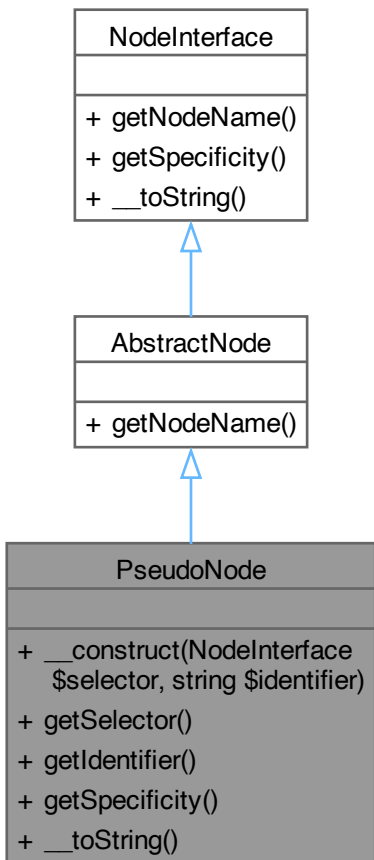 NodeInterface
+ getNodeName()
+ getSpecificity()
+ __toString()
AbstractNode
+ getNodeName()
PseudoNode
+ __construct(NodeInterface
$selector, string $identifier)
+ getSelector()
+ getIdentifier()
+ getSpecificity()
+ __toString()